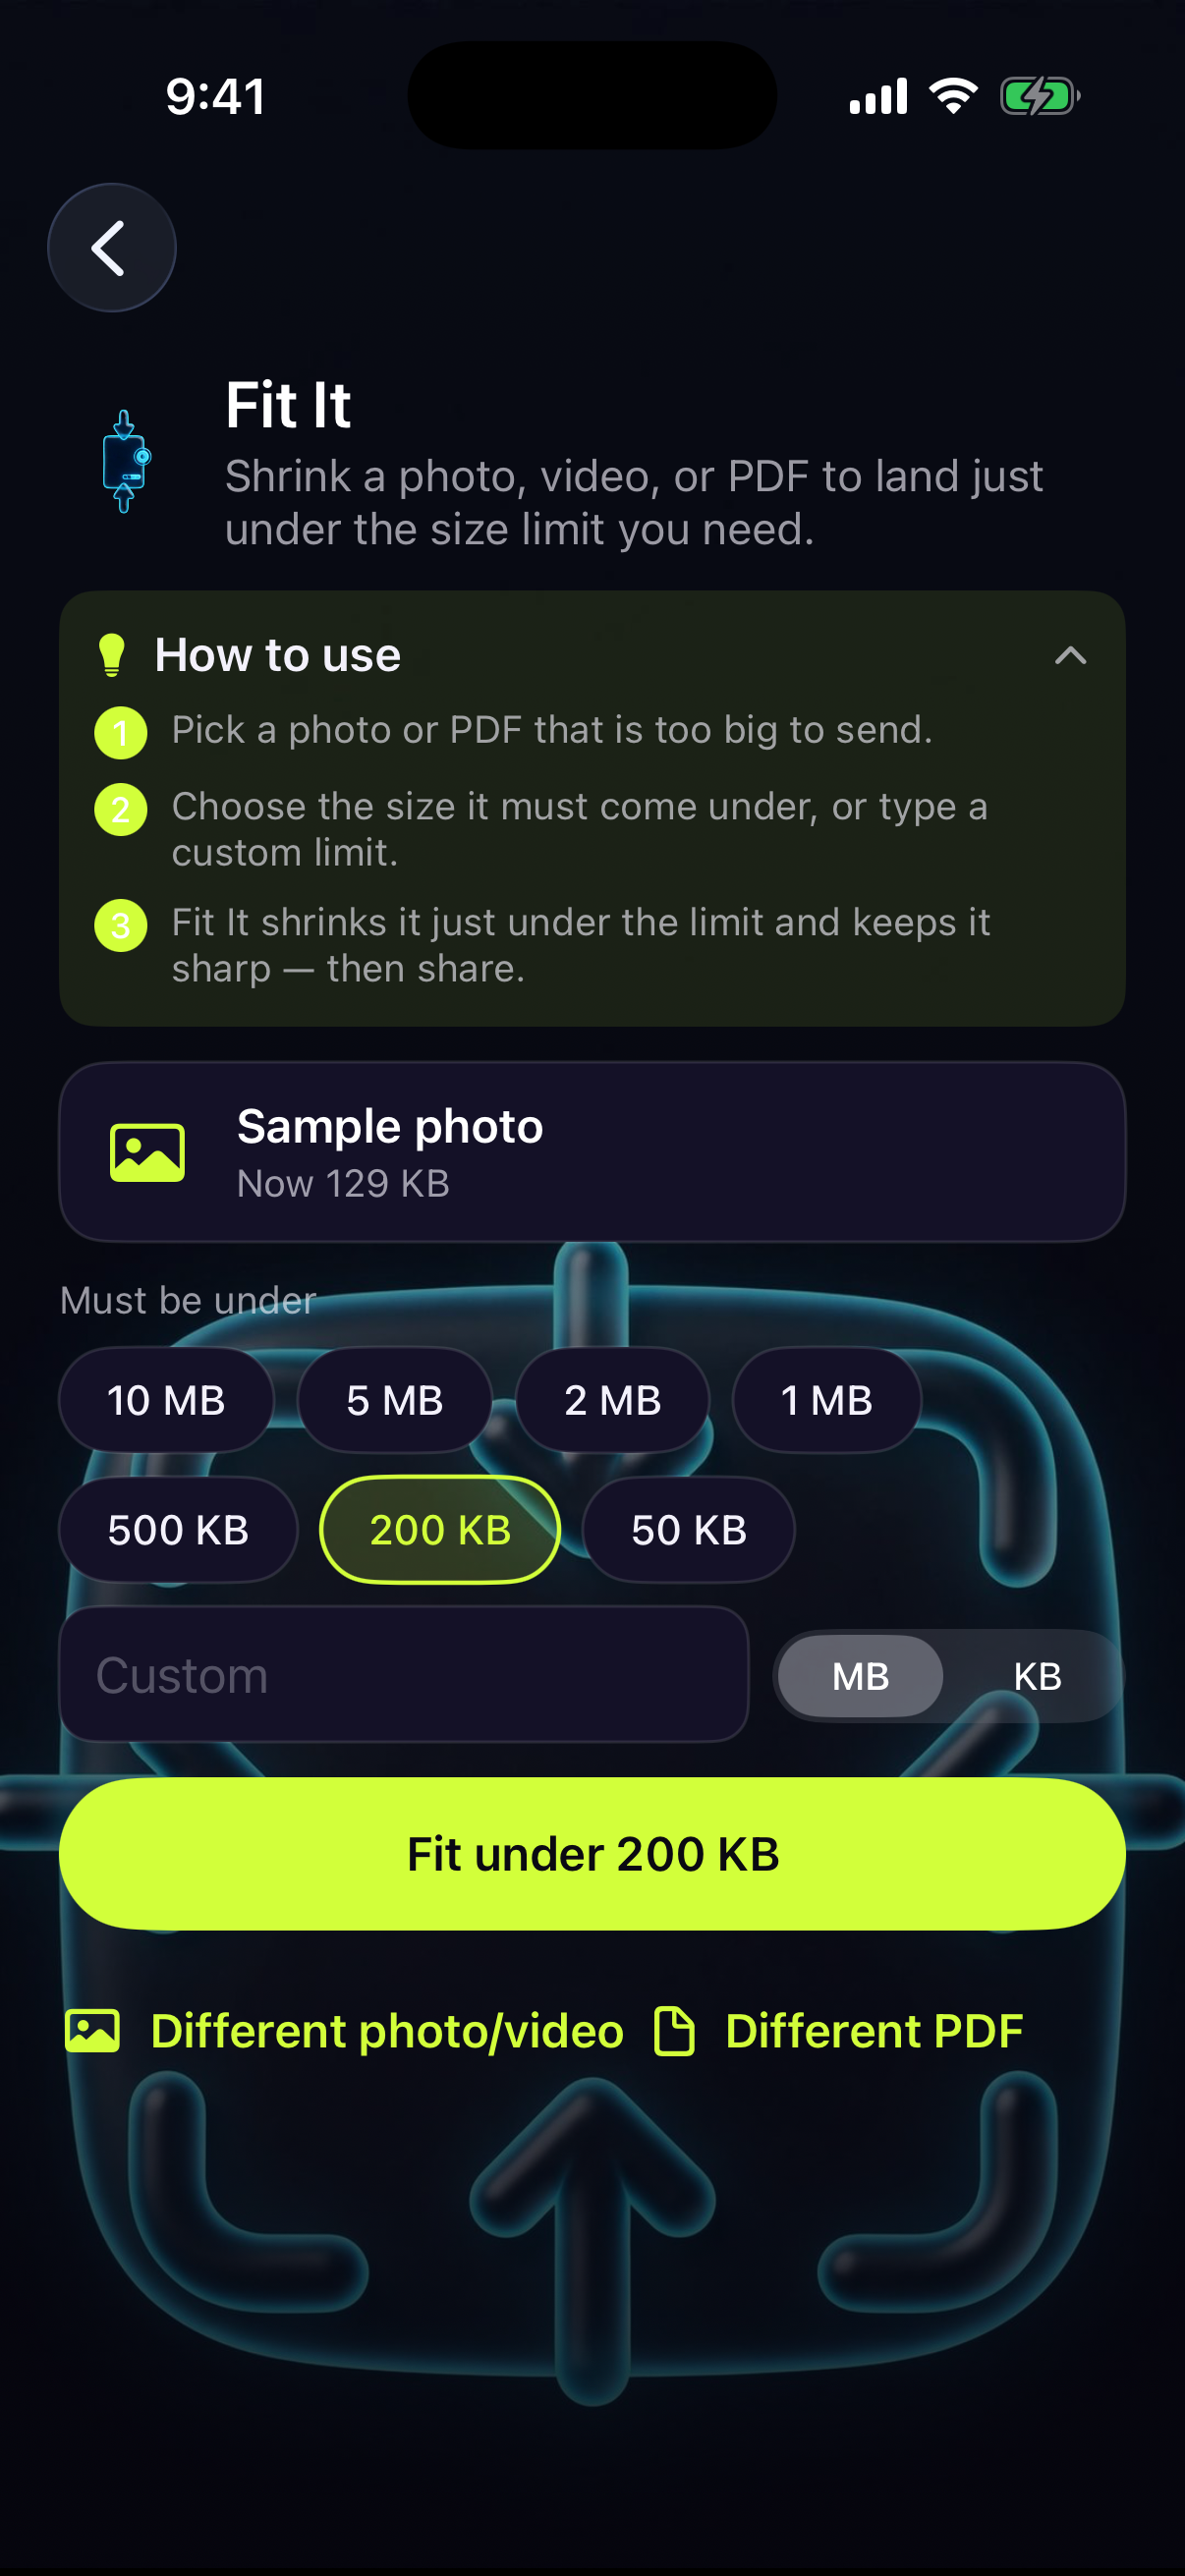 9:41
Fit It
Shrink a photo, video, or PDF to land just
under the size limit you need.
How to use
1 Pick a photo or PDF that is too big to send.
2 Choose the size it must come under, or type a
custom limit.
3 Fit It shrinks it just under the limit and keeps it
sharp — then share.
Sample photo
Now 129 KB
Must be under
10 MB 5 MB 2 MB 1 MB
500 KB 200 KB 50 KB
Custom MB KB
Fit under 200 KB
Different photo/video Different PDF